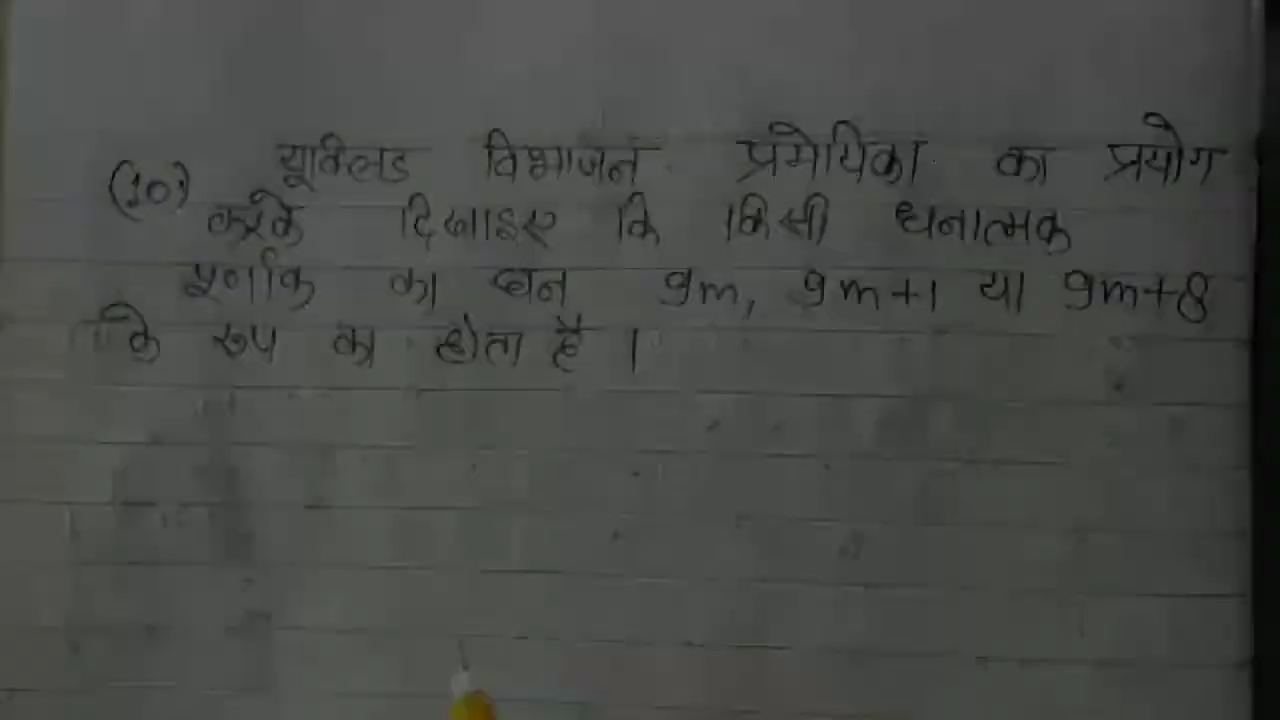 (10) यूक्लिड विभाजन प्रमेयिका का प्रयोग
करके दिखाइए कि किसी धनात्मक
पूर्णांक का घन 9m, 9m+1 या 9m+8
के रूप का होता है ।